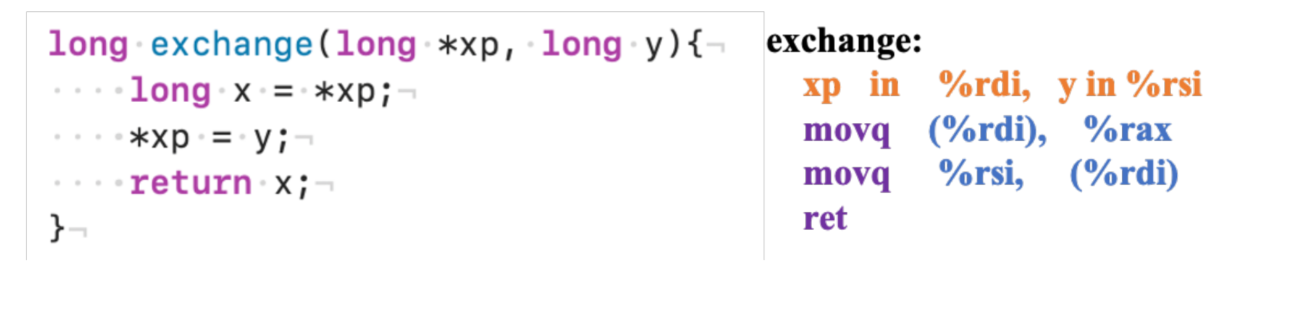 long exchange(long *xp, long y){¬
····long x = *xp;¬
····*xp = y;¬
····return x;¬
}¬
exchange:
xp in %rdi, y in %rsi
movq (%rdi), %rax
movq %rsi, (%rdi)
ret